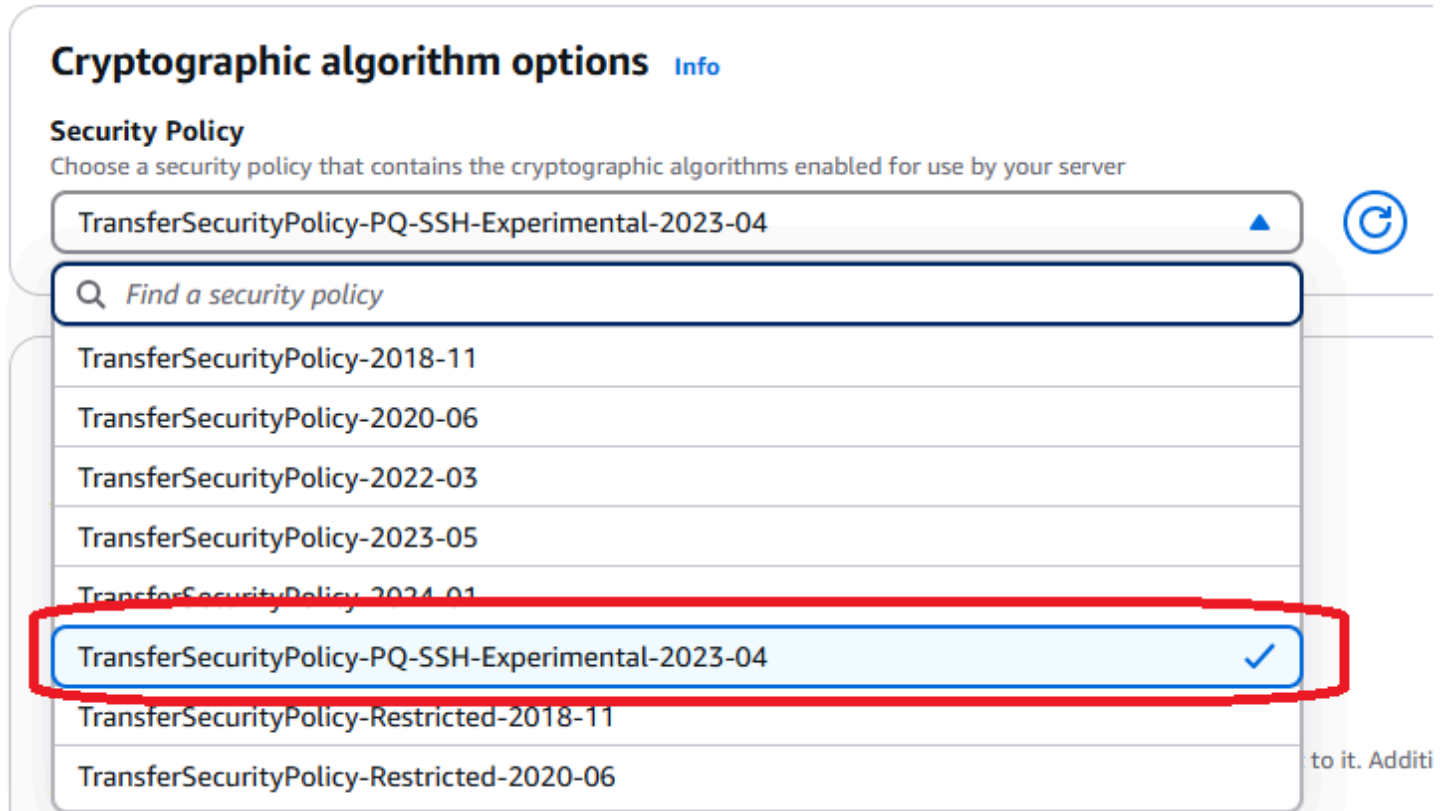 Cryptographic algorithm options Info
Security Policy
Choose a security policy that contains the cryptographic algorithms enabled for use by your server
TransferSecurityPolicy-PQ-SSH-Experimental-2023-04
Find a security policy
TransferSecurityPolicy-2018-11
TransferSecurityPolicy-2020-06
TransferSecurityPolicy-2022-03
TransferSecurityPolicy-2023-05
TransferSecurityPolicy-2024-01
TransferSecurityPolicy-PQ-SSH-Experimental-2023-04
TransferSecurityPolicy-Restricted-2018-11
to it. Additi
TransferSecurityPolicy-Restricted-2020-06